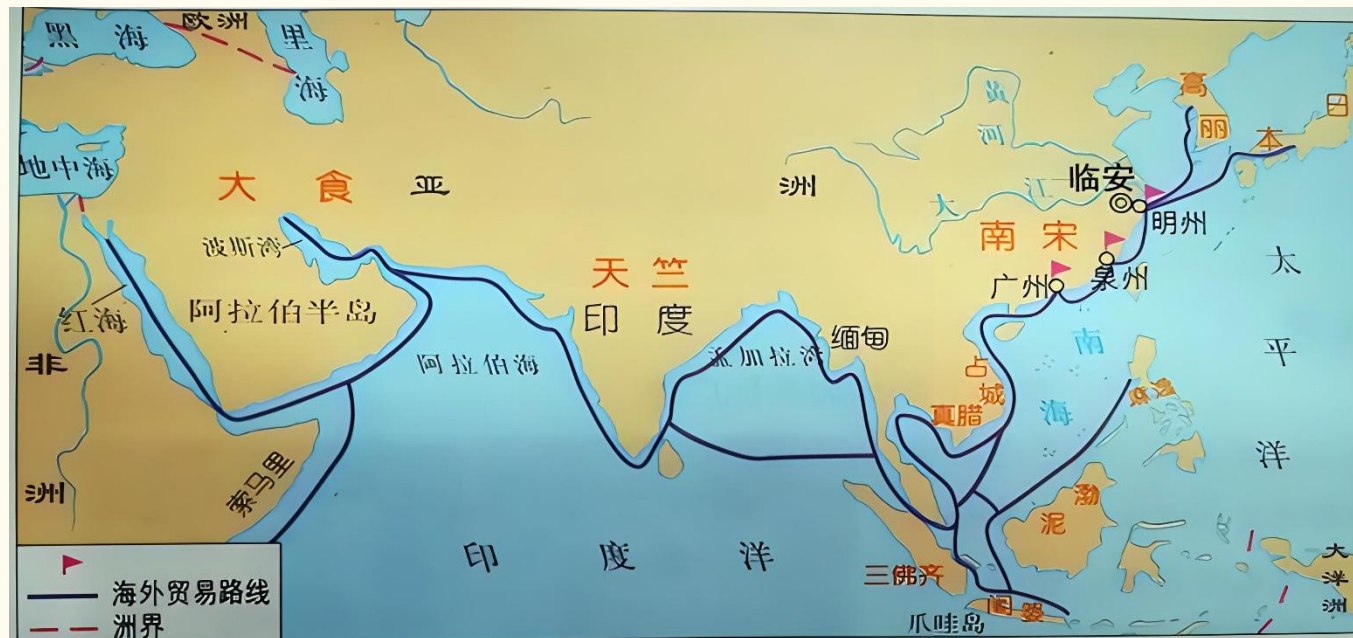 黑海
欧洲
里海
高丽
日本
黄河
地中海
大食
亚洲
临安
大江
明州
波斯湾
南宋
天竺
泉州
广州
太平洋
红海
阿拉伯半岛
印度
缅甸
非洲
阿拉伯海
孟加拉湾
占城
南海
真腊
索马里
渤泥
印度洋
三佛齐
阇婆
爪哇岛
大洋洲
海外贸易路线
洲界